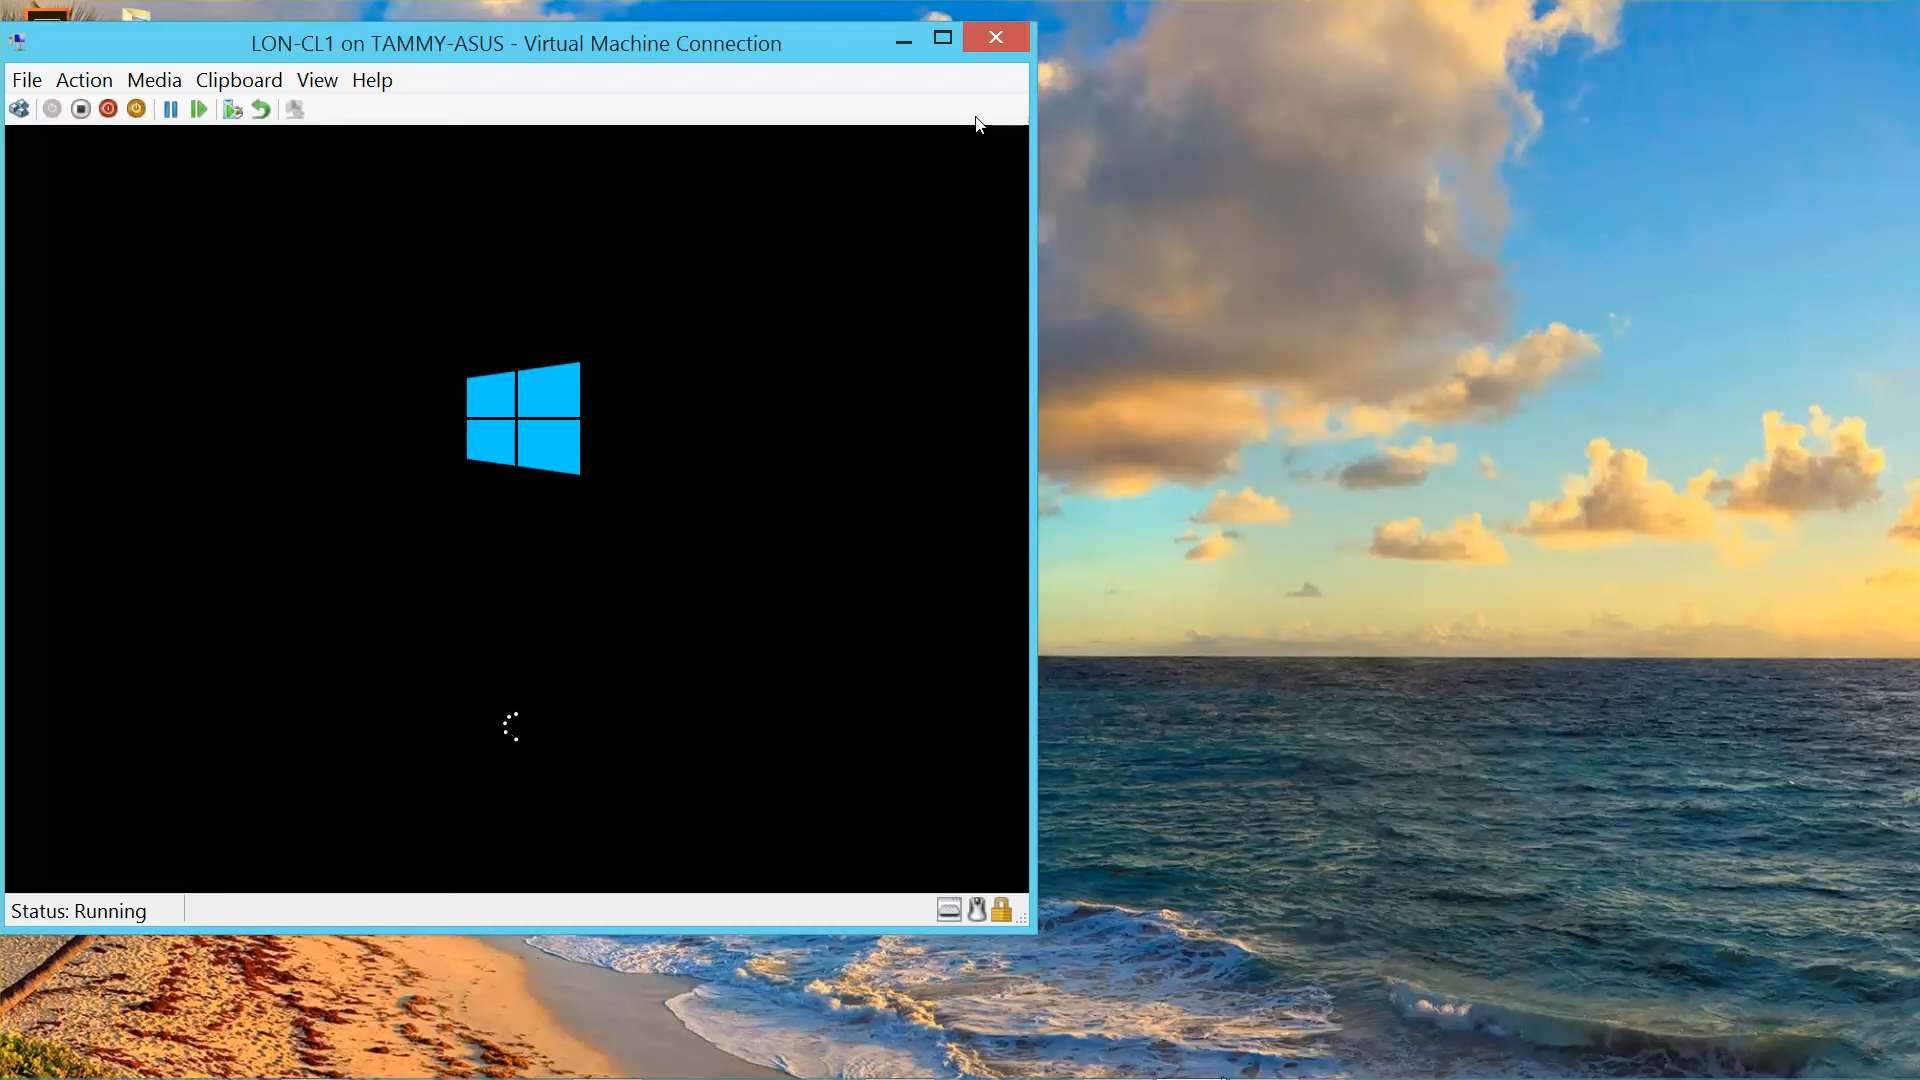 LON-CL1 on TAMMY-ASUS - Virtual Machine Connection
File Action Media Clipboard View Help
Status: Running